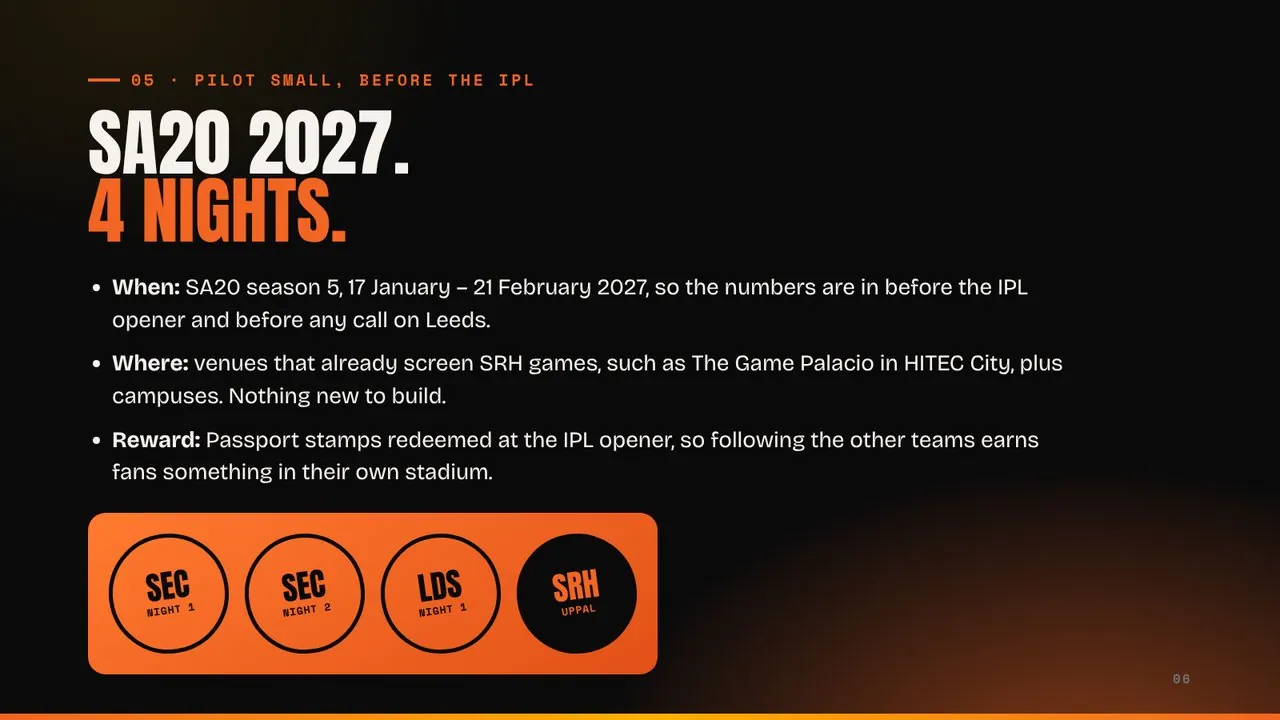 05 · PILOT SMALL, BEFORE THE IPL
SA20 2027.
4 NIGHTS.
• When: SA20 season 5, 17 January – 21 February 2027, so the numbers are in before the IPL
opener and before any call on Leeds.
• Where: venues that already screen SRH games, such as The Game Palacio in HITEC City, plus
campuses. Nothing new to build.
• Reward: Passport stamps redeemed at the IPL opener, so following the other teams earns
fans something in their own stadium.
SEC
NIGHT 1
SEC
NIGHT 2
LDS
NIGHT 1
SRH
UPPAL
06